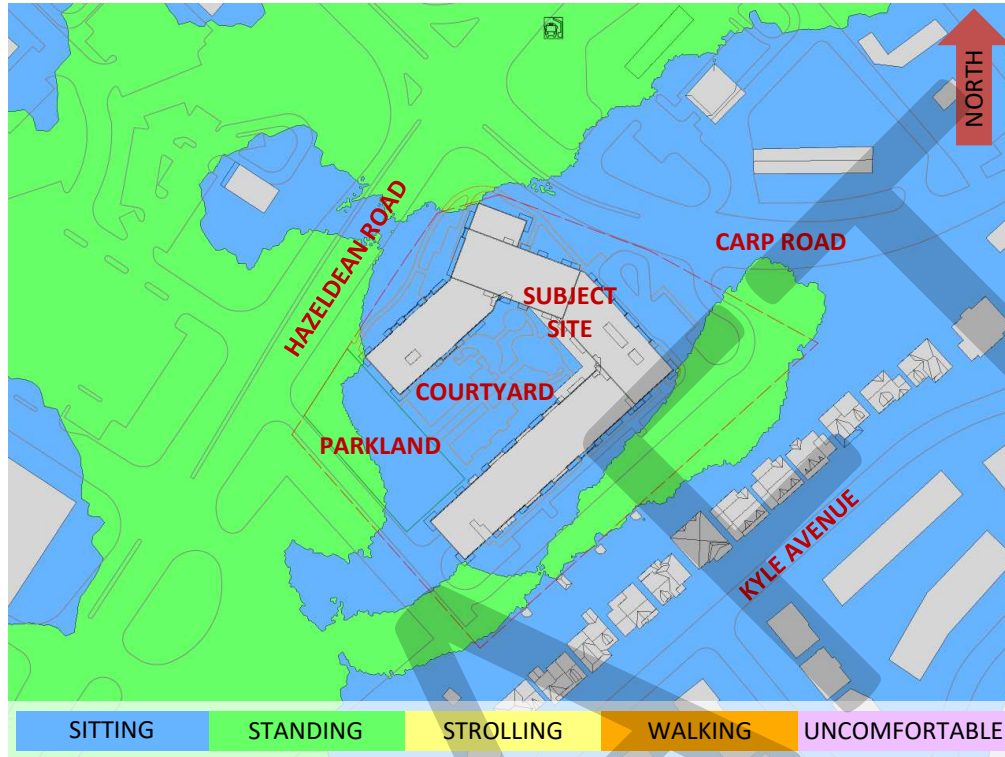 NORTH
HAZELDEAN ROAD
CARP ROAD
SUBJECT
SITE
COURTYARD
PARKLAND
KYLE AVENUE
SITTING
STANDING
STROLLING
WALKING
UNCOMFORTABLE